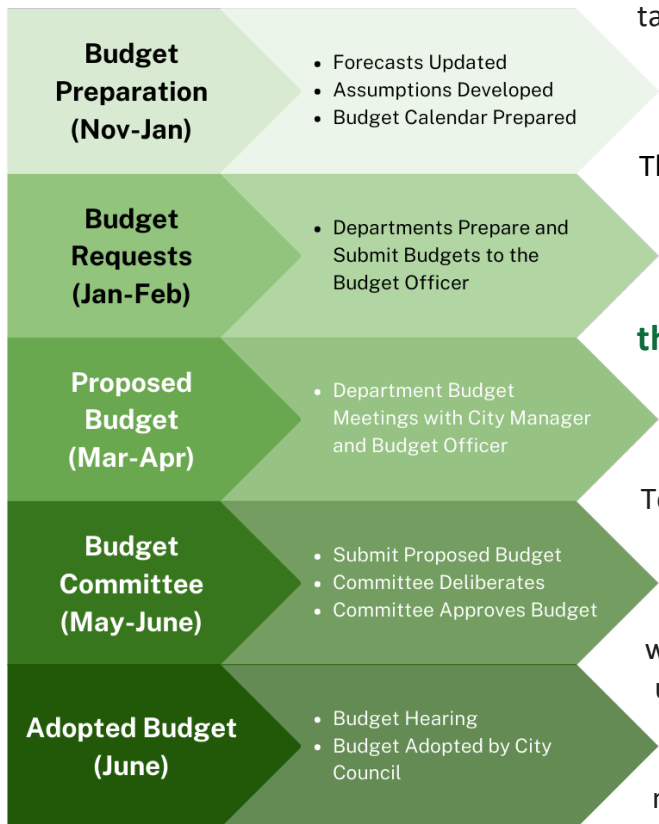 Budget
Preparation
(Nov-Jan)
• Forecasts Updated
• Assumptions Developed
• Budget Calendar Prepared
Budget
Requests
(Jan-Feb)
• Departments Prepare and
Submit Budgets to the
Budget Officer
Proposed
Budget
(Mar-Apr)
• Department Budget
Meetings with City Manager
and Budget Officer
Budget
Committee
(May-June)
• Submit Proposed Budget
• Committee Deliberates
• Committee Approves Budget
Adopted Budget
(June)
• Budget Hearing
• Budget Adopted by City
Council